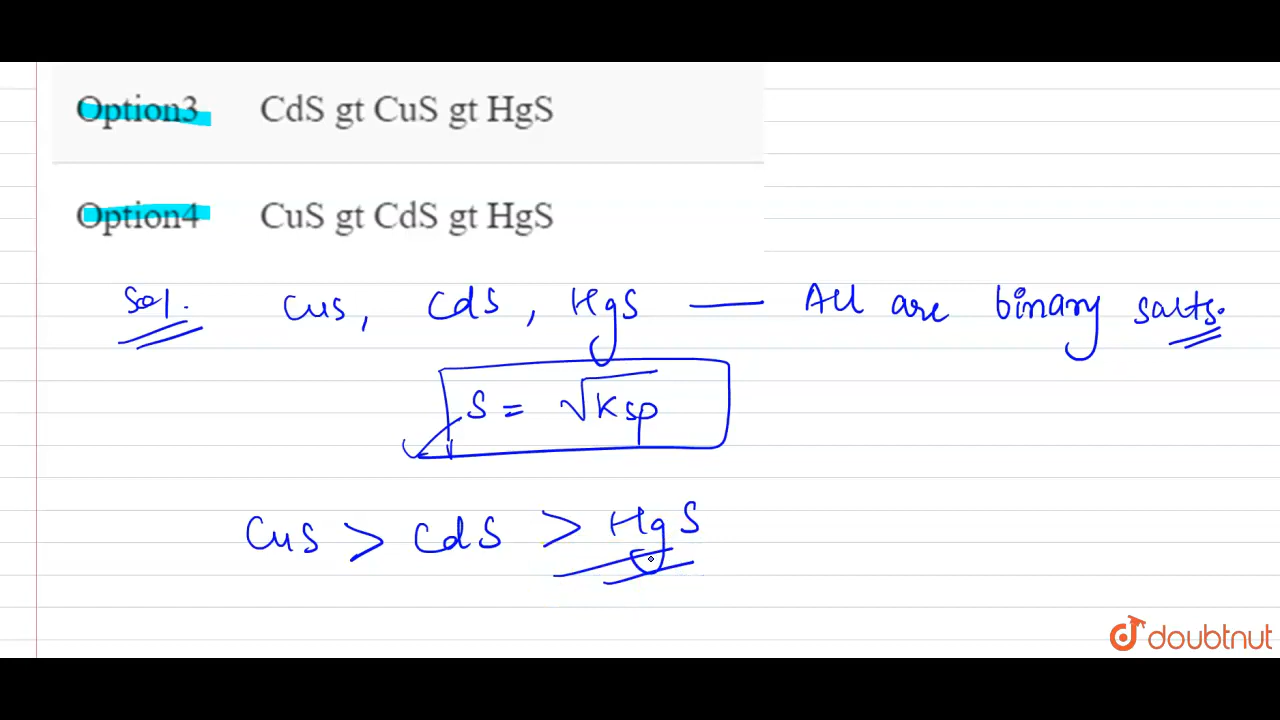 Option3 CdS gt CuS gt HgS
Option4 CuS gt CdS gt HgS
Sol. CuS, CdS, HgS — All are binary salts.
S = √Ksp
CuS > CdS > HgS
doubtnut